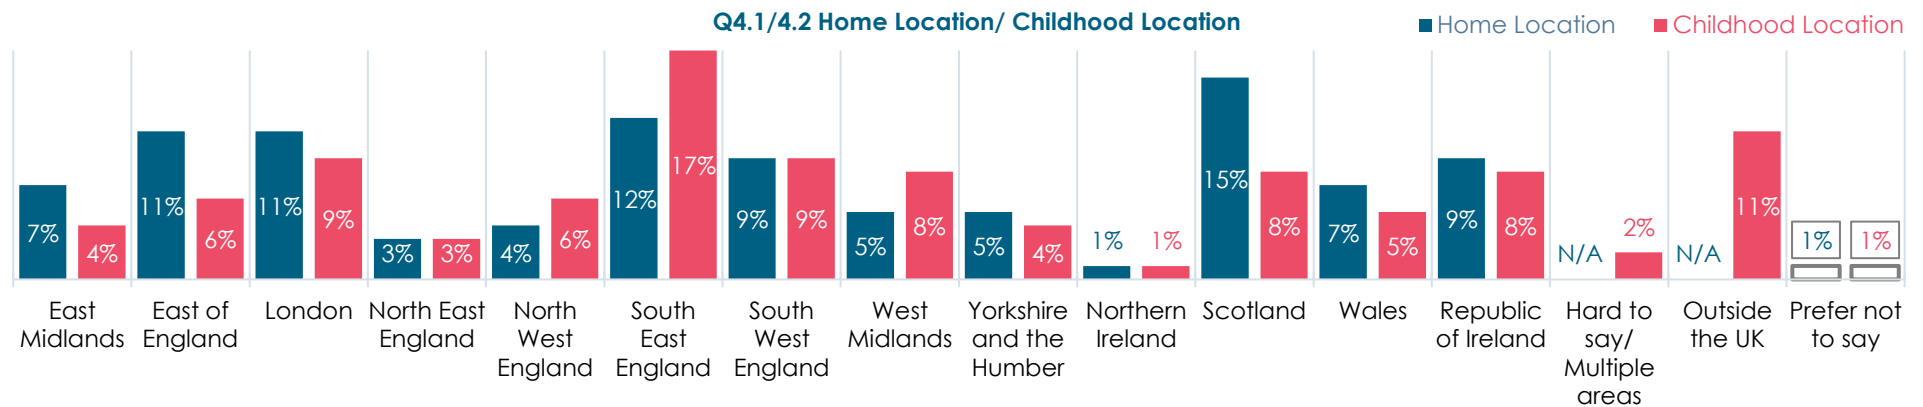 Q4.1/4.2 Home Location/ Childhood Location
Home Location
Childhood Location
7%
4%
11%
6%
11%
9%
3%
3%
4%
6%
12%
17%
9%
9%
5%
8%
5%
4%
1%
1%
15%
8%
7%
5%
9%
8%
N/A
2%
N/A
11%
1%
1%
East
Midlands
East of
England
London
North East
England
North
West
England
South
East
England
South
West
England
West
Midlands
Yorkshire
and the
Humber
Northern
Ireland
Scotland
Wales
Republic
of Ireland
Hard to
say/
Multiple
areas
Outside
the UK
Prefer not
to say